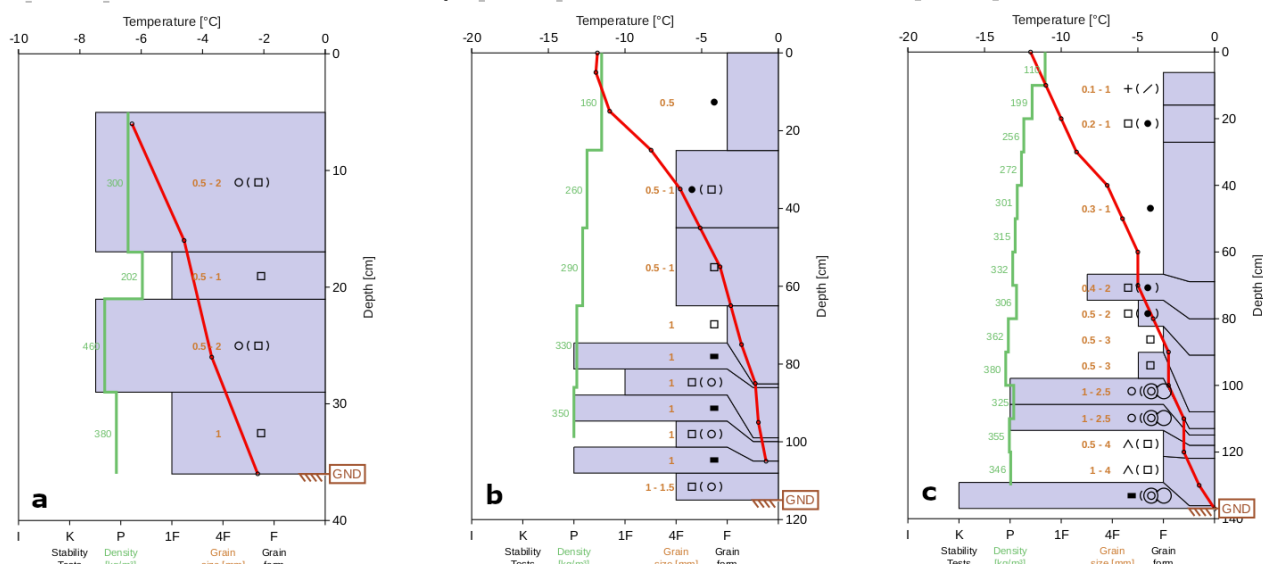 Temperature [°C]
-10 -8 -6 -4 -2 0
10
20
30
40
Depth [cm]
300 0.5 - 2
202 0.5 - 1
460 0.5 - 2
380 1
GND
a
I K P 1F 4F F
Stability Density Grain Grain
Tests [kg/m³] size [mm] form
Temperature [°C]
-20 -15 -10 -5 0
20
40
60
80
100
120
Depth [cm]
160 0.5
260 0.5 - 1
290 0.5 - 1
1
330
1
1
350 1
1
1
1 - 1.5
GND
b
I K P 1F 4F F
Stability Density Grain Grain
Tests [kg/m³] size [mm] form
Temperature [°C]
-20 -15 -10 -5 0
20
40
60
80
100
120
140
Depth [cm]
0.1 - 1
199
0.2 - 1
256
272
301 0.3 - 1
315
332
306 0.4 - 2
0.5 - 2
362 0.5 - 3
380 0.5 - 3
325 1 - 2.5
1 - 2.5
355 0.5 - 4
346 1 - 4
GND
c
I K P 1F 4F F
Stability Density Grain Grain
Tests [kg/m³] size [mm] form